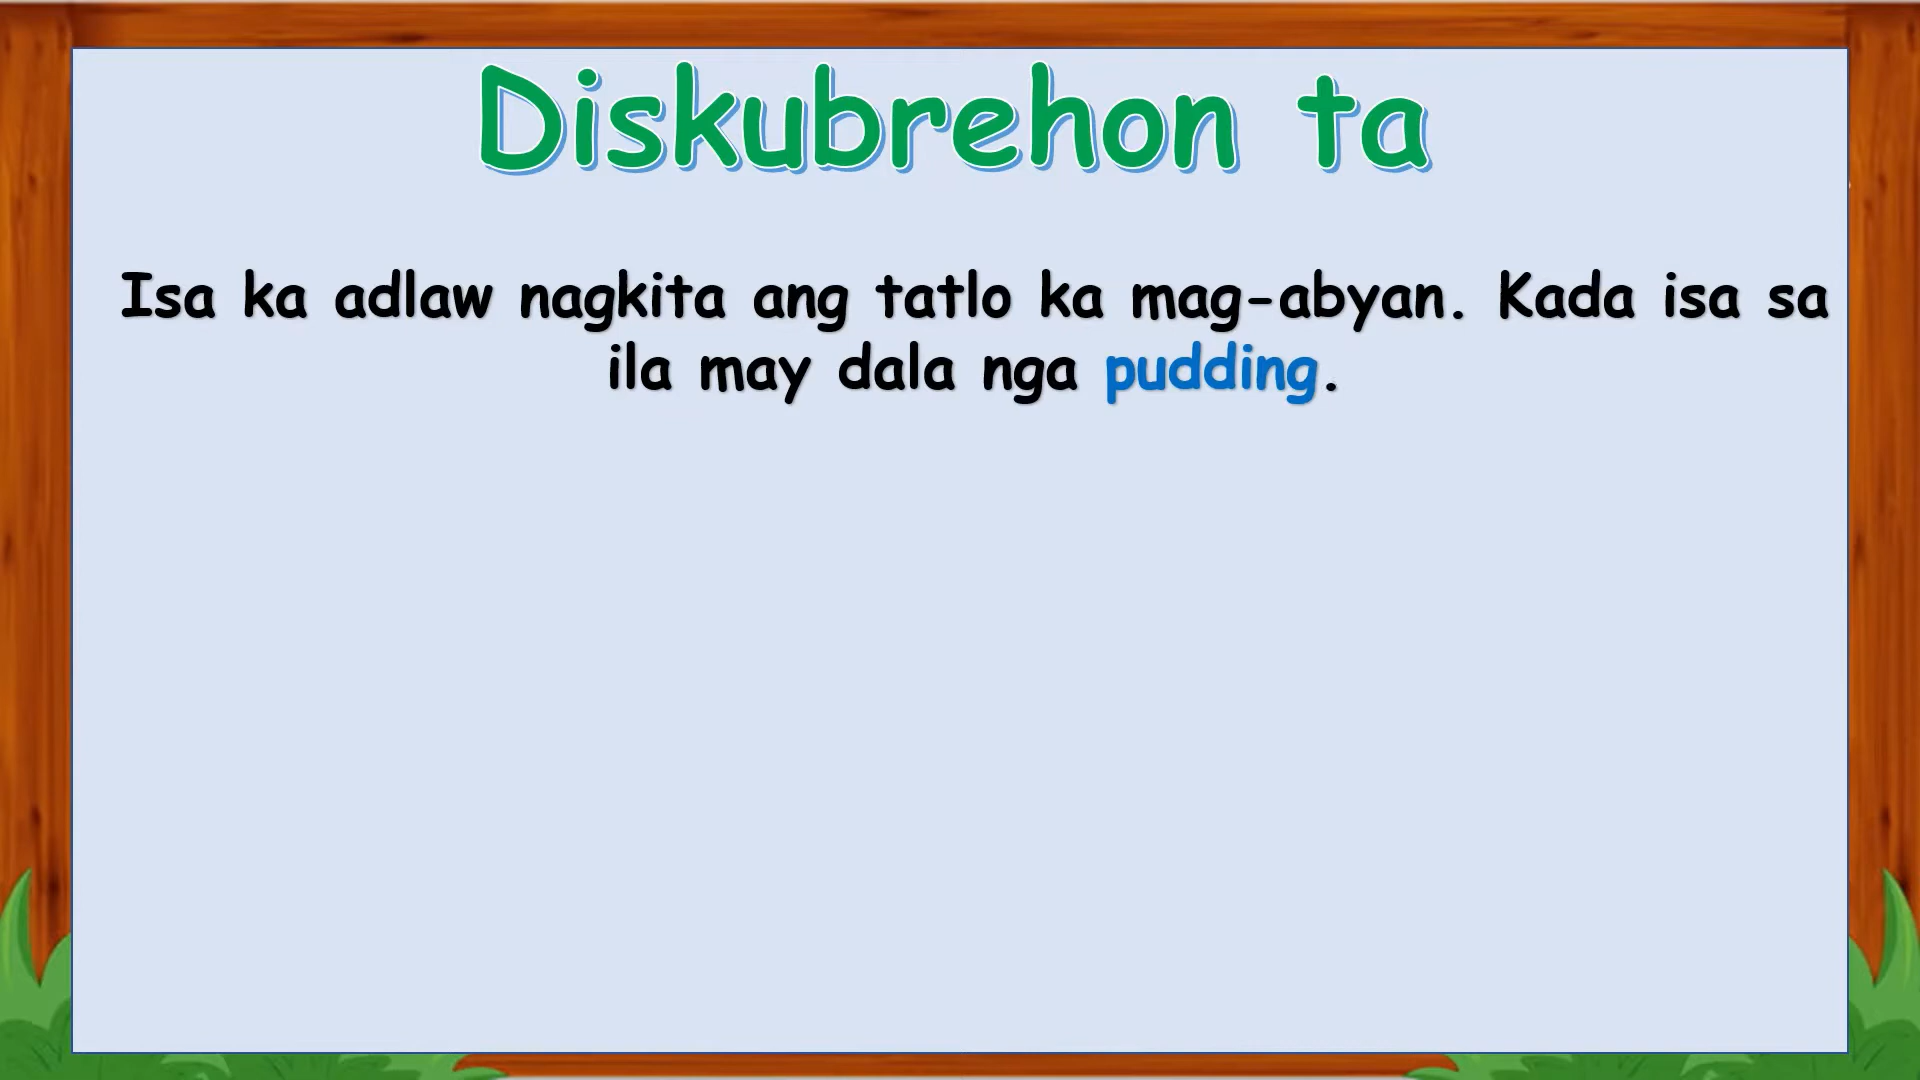 Diskubrehon ta
Isa ka adlaw nagkita ang tatlo ka mag-abyan. Kada isa sa
ila may dala nga pudding.